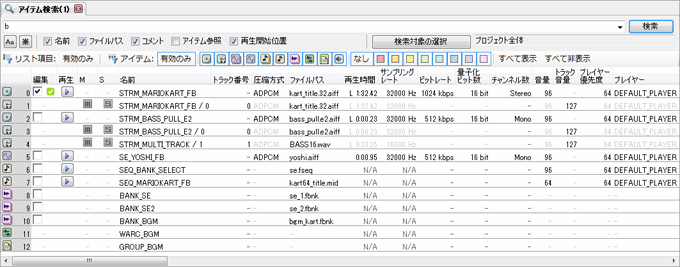 アイテム検索(1)
b
検索
Aa
名前 ファイルパス コメント アイテム参照 再生開始位置 検索対象の選択 プロジェクト全体
リスト項目: 有効のみ アイテム: 有効のみ なし すべて表示 すべて非表示
編集 再生 M S 名前 トラック番号 圧縮方式 ファイルパス 再生時間 サンプリングレート ビットレート 量子化ビット数 チャンネル数 音量 トラック音量 プレイヤー優先度 プレイヤー
0 STRM_MARIOKART_FB - ADPCM kart_title.32.aiff L 1:32.42 32000 Hz 1024 kbps 16 bit Stereo 96 - 64 DEFAULT_PLAYER
1 - - STRM_MARIOKART_FB / 0 0 ADPCM kart_title.32.aiff L 1:32.42 32000 Hz 1024 kbps 16 bit Stereo 96 127 64 DEFAULT_PLAYER
2 STRM_BASS_PULL_E2 - ADPCM bass_pulle2.aiff L 0:00.23 32000 Hz 512 kbps 16 bit Mono 96 - 64 DEFAULT_PLAYER
3 - - STRM_BASS_PULL_E2 / 0 0 ADPCM bass_pulle2.aiff L 0:00.23 32000 Hz 512 kbps 16 bit Mono 96 127 64 DEFAULT_PLAYER
4 - - STRM_MULTI_TRACK / 1 1 ADPCM BASS16.wav 127 64 DEFAULT_PLAYER
5 SE_YOSHI_FB - ADPCM yoshi.aiff 0:00.95 32000 Hz 512 kbps 16 bit Mono 96 - 64 DEFAULT_PLAYER
6 SEQ_BANK_SELECT - - se.fseq N/A N/A N/A N/A N/A 96 - 64 DEFAULT_PLAYER
7 SEQ_MARIOKART_FB - - kart64_title.mid N/A N/A N/A N/A N/A 64 - 64 DEFAULT_PLAYER
8 BANK_SE se_1.fbnk N/A N/A N/A N/A N/A
9 BANK_SE2 se_2.fbnk N/A N/A N/A N/A N/A
10 BANK_BGM bgm_kart.fbnk N/A N/A N/A N/A N/A
11 WARC_BGM N/A N/A N/A N/A N/A
12 GROUP_BGM N/A N/A N/A N/A N/A